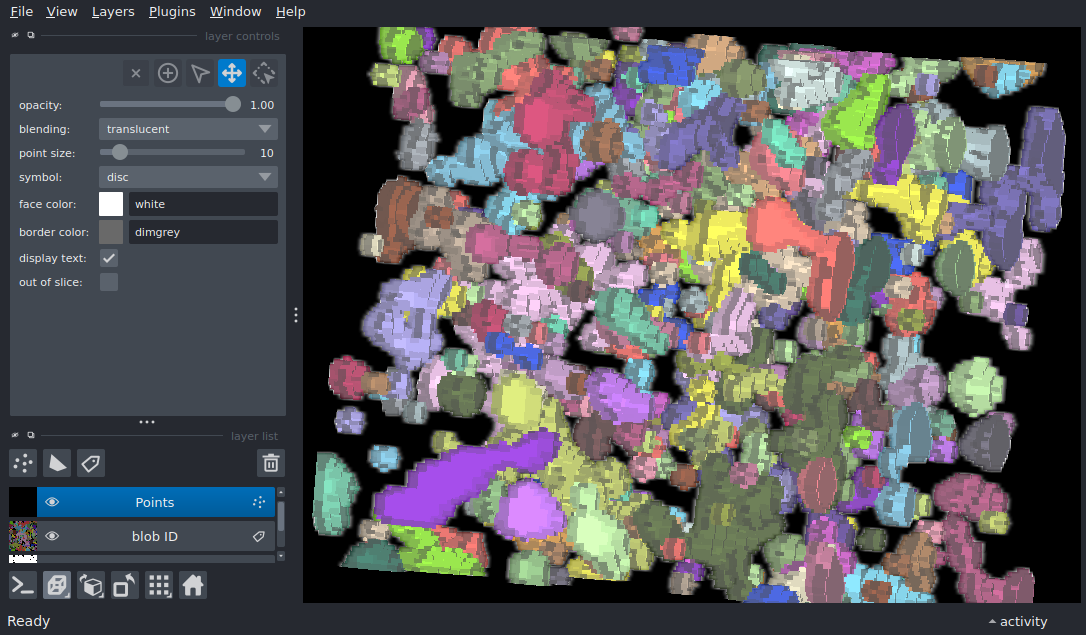 File View Layers Plugins Window Help
layer controls
opacity: 1.00
blending: translucent
point size: 10
symbol: disc
face color: white
border color: dimgrey
display text:
out of slice:
layer list
Points
blob ID
Ready activity